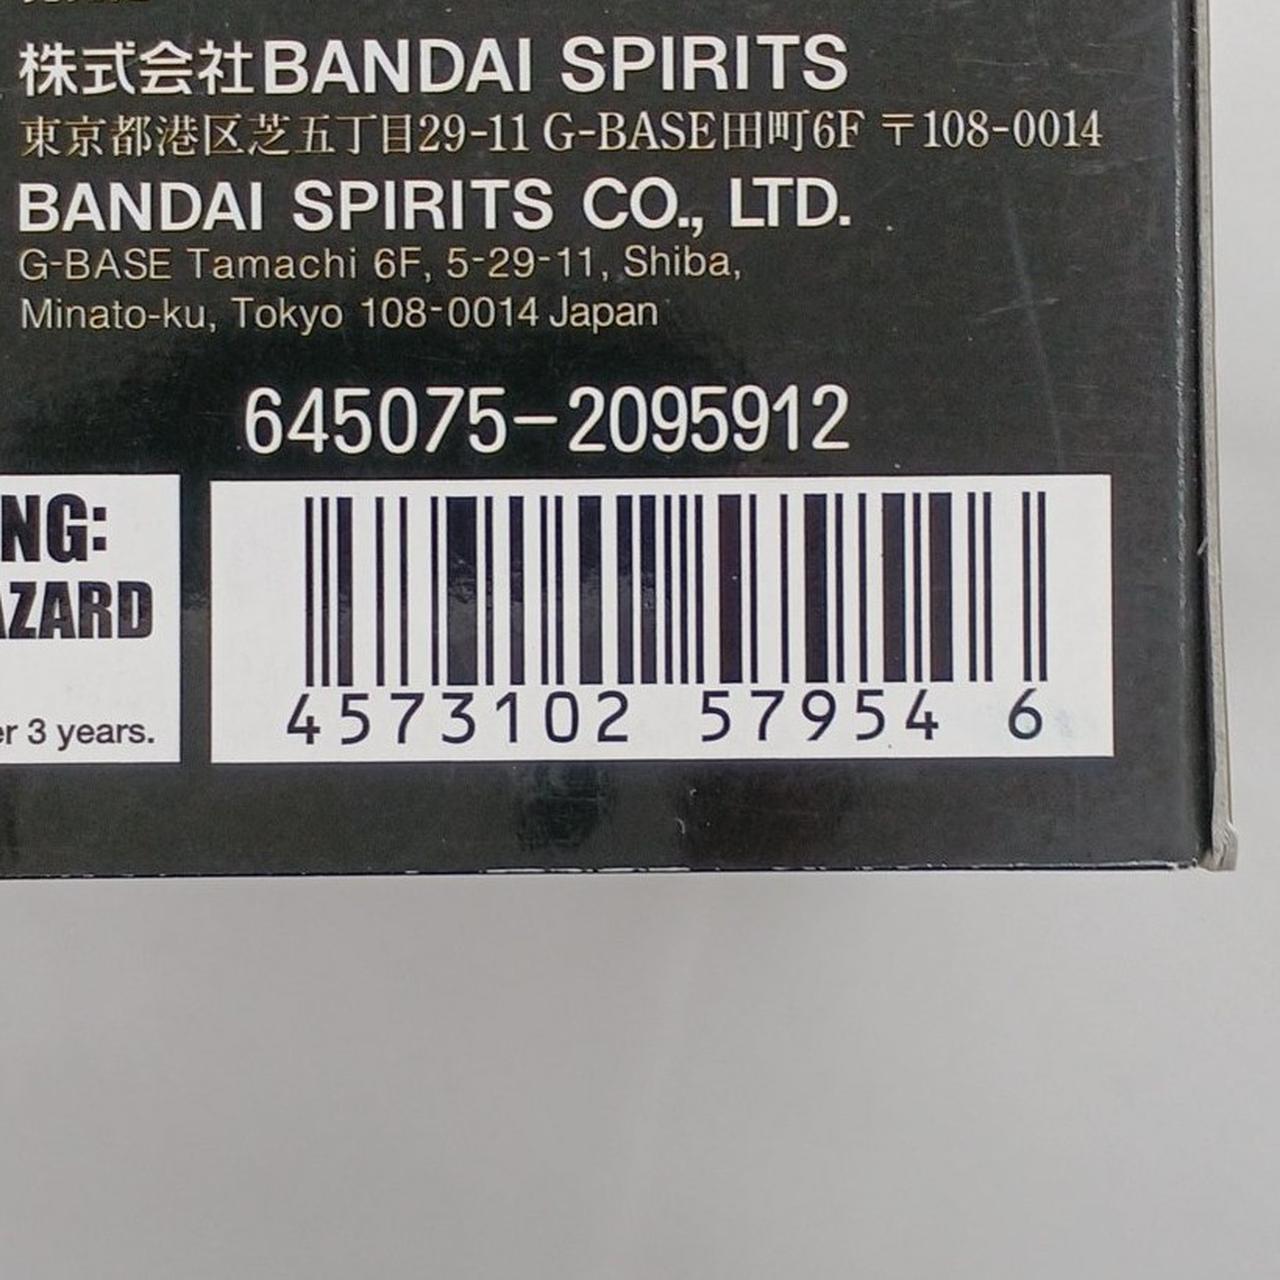 株式会社BANDAI SPIRITS
東京都港区芝五丁目29-11 G-BASE田町6F 〒108-0014
BANDAI SPIRITS CO., LTD.
G-BASE Tamachi 6F, 5-29-11, Shiba,
Minato-ku, Tokyo 108-0014 Japan
645075-2095912
NG:
AZARD
er 3 years.
4573102 57954 6